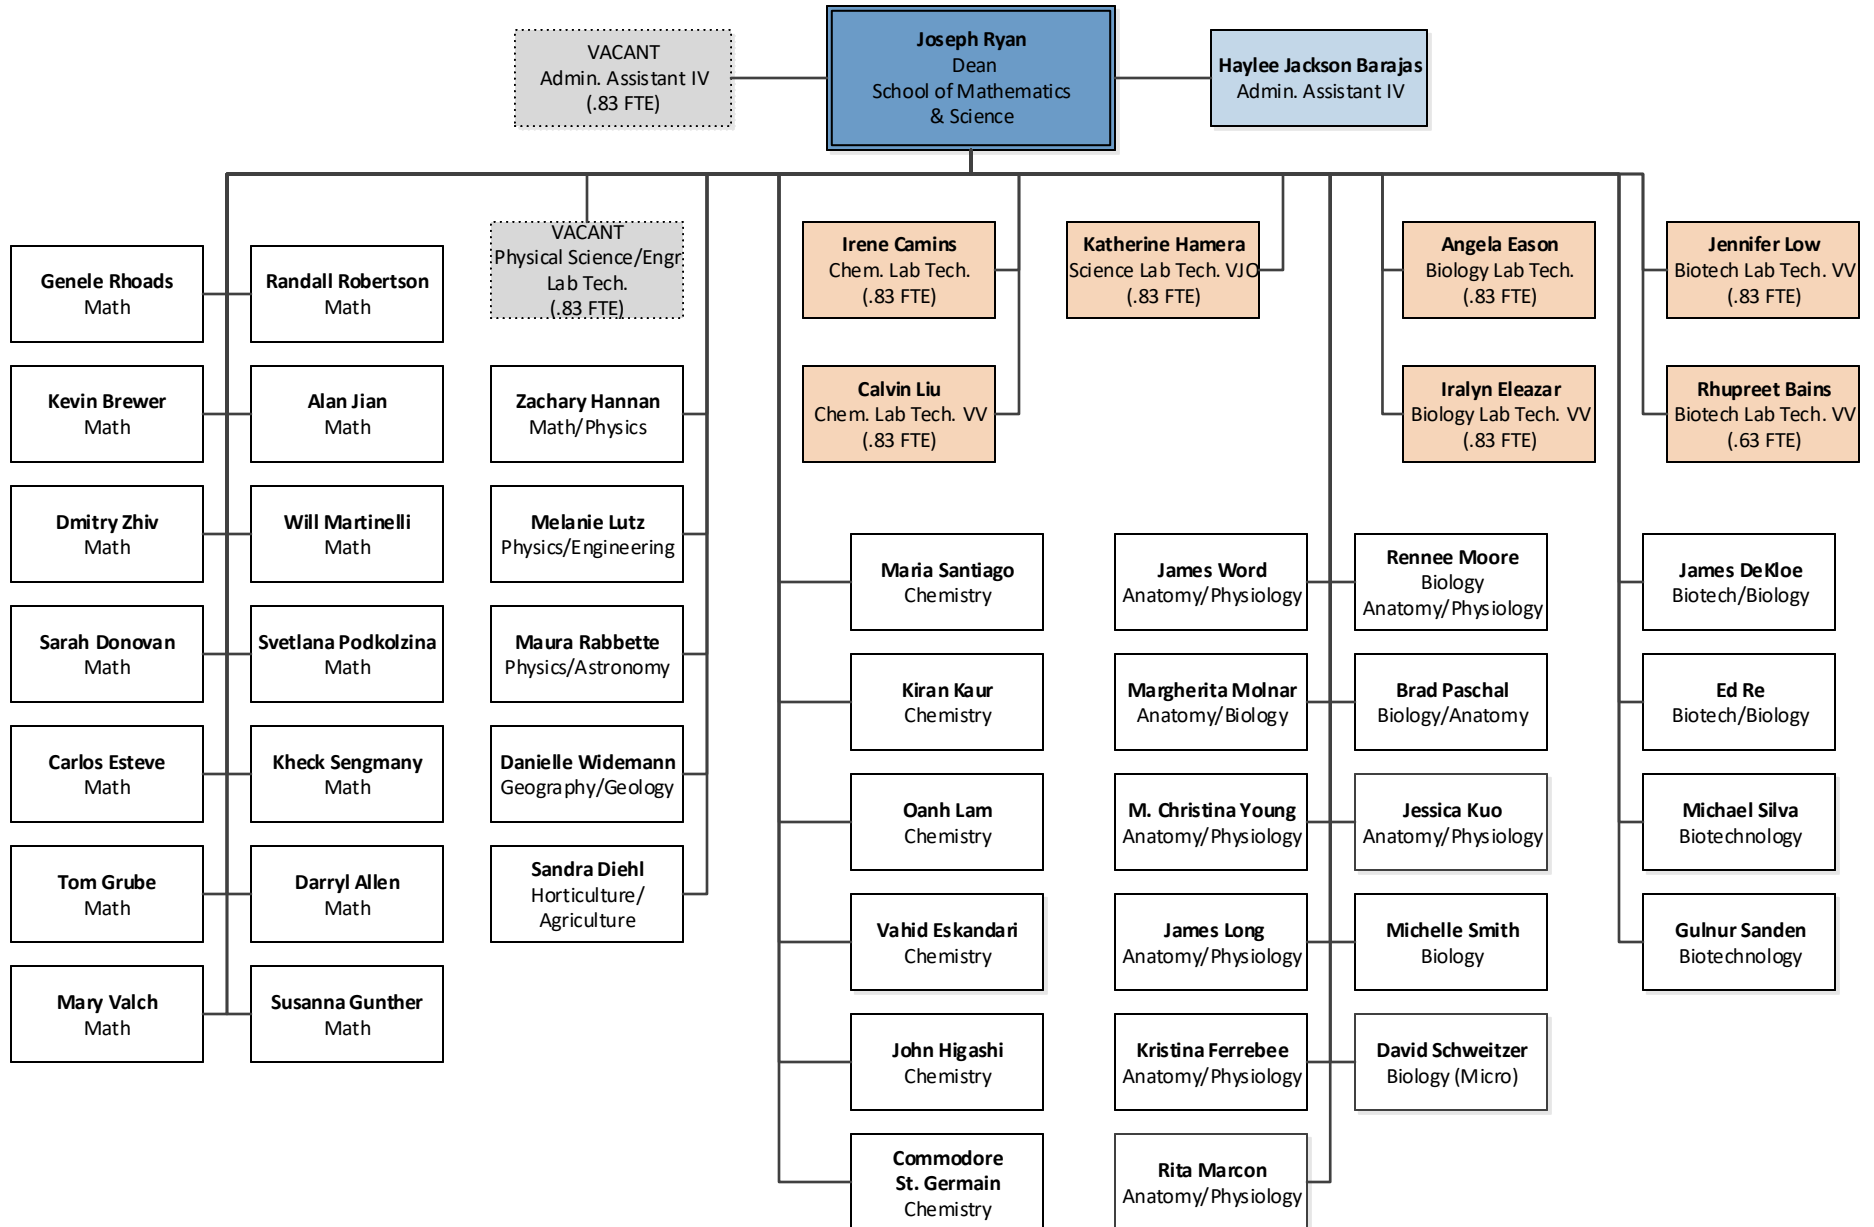 VACANT
Admin. Assistant IV
(.83 FTE)
Joseph Ryan
Dean
School of Mathematics
& Science
Haylee Jackson Barajas
Admin. Assistant IV
Genele Rhoads
Math
Randall Robertson
Math
Kevin Brewer
Math
Alan Jian
Math
Dmitry Zhiv
Math
Will Martinelli
Math
Sarah Donovan
Math
Svetlana Podkolzina
Math
Carlos Esteve
Math
Kheck Sengmany
Math
Tom Grube
Math
Darryl Allen
Math
Mary Valch
Math
Susanna Gunther
Math
VACANT
Physical Science/Engr
Lab Tech.
(.83 FTE)
Zachary Hannan
Math/Physics
Melanie Lutz
Physics/Engineering
Maura Rabbette
Physics/Astronomy
Danielle Widemann
Geography/Geology
Sandra Diehl
Horticulture/
Agriculture
Irene Camins
Chem. Lab Tech.
(.83 FTE)
Calvin Liu
Chem. Lab Tech. VV
(.83 FTE)
Katherine Hamera
Science Lab Tech. VJO
(.83 FTE)
Angela Eason
Biology Lab Tech.
(.83 FTE)
Iralyn Eleazar
Biology Lab Tech. VV
(.83 FTE)
Jennifer Low
Biotech Lab Tech. VV
(.83 FTE)
Rhupreet Bains
Biotech Lab Tech. VV
(.63 FTE)
Maria Santiago
Chemistry
Kiran Kaur
Chemistry
Oanh Lam
Chemistry
Vahid Eskandari
Chemistry
John Higashi
Chemistry
Commodore
St. Germain
Chemistry
James Word
Anatomy/Physiology
Rennee Moore
Biology
Anatomy/Physiology
Margherita Molnar
Anatomy/Biology
Brad Paschal
Biology/Anatomy
M. Christina Young
Anatomy/Physiology
Jessica Kuo
Anatomy/Physiology
James Long
Anatomy/Physiology
Michelle Smith
Biology
Kristina Ferrebee
Anatomy/Physiology
David Schweitzer
Biology (Micro)
Rita Marcon
Anatomy/Physiology
James DeKloe
Biotech/Biology
Ed Re
Biotech/Biology
Michael Silva
Biotechnology
Gulnur Sanden
Biotechnology